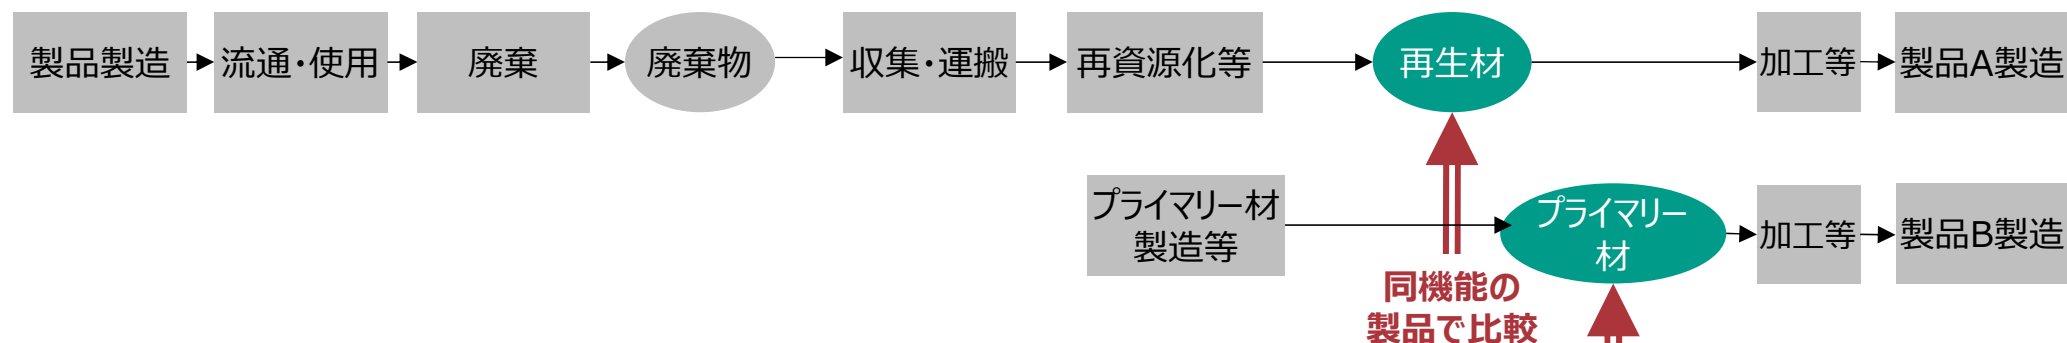 製品製造
流通・使用
廃棄
廃棄物
収集・運搬
再資源化等
再生材
加工等
製品A製造
プライマリー材
製造等
プライマリー
材
加工等
製品B製造
同機能の
製品で比較